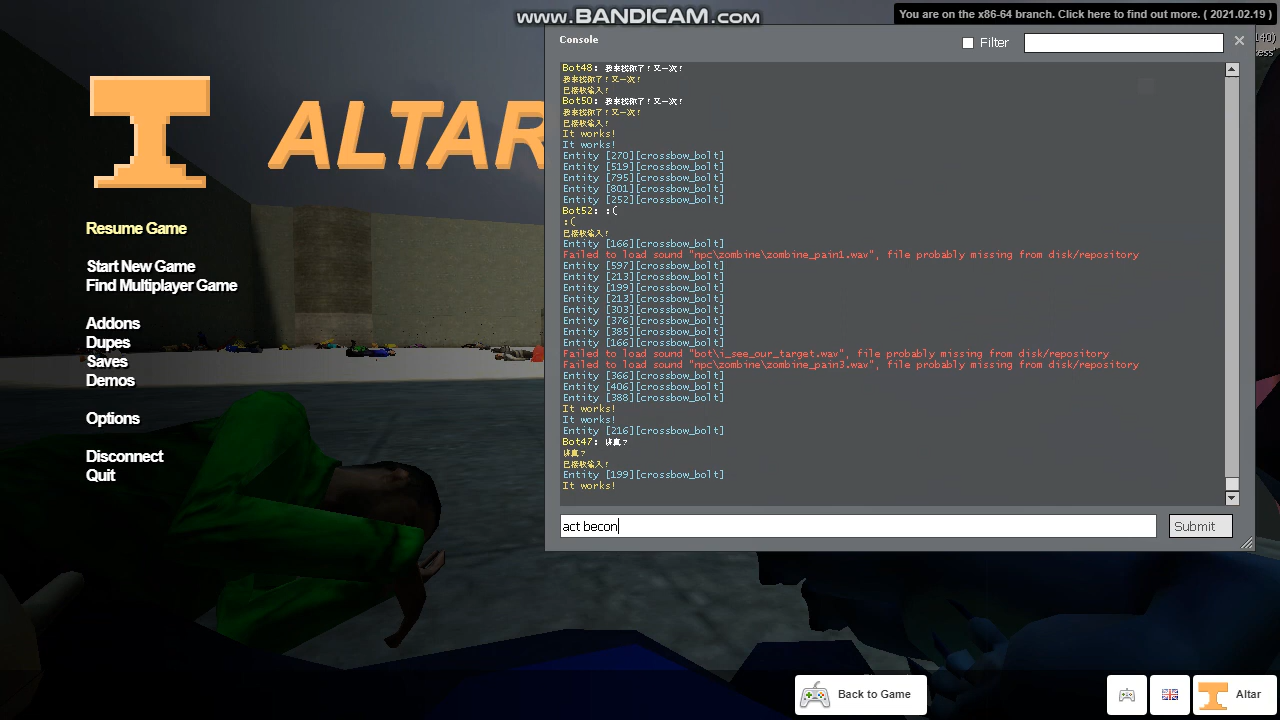 www.BANDICAM.com
You are on the x86-64 branch. Click here to find out more. ( 2021.02.19 )
ALTAR
Resume Game
Start New Game
Find Multiplayer Game
Addons
Dupes
Saves
Demos
Options
Disconnect
Quit
Console
Filter
Bot48: 我来找你了！又一次！
我来找你了！又一次！
已接收输入！
Bot50: 我来找你了！又一次！
我来找你了！又一次！
已接收输入！
It works!
It works!
Entity [270][crossbow_bolt]
Entity [519][crossbow_bolt]
Entity [795][crossbow_bolt]
Entity [801][crossbow_bolt]
Entity [252][crossbow_bolt]
Bot52: :(
:(
已接收输入！
Entity [166][crossbow_bolt]
Failed to load sound "npc\zombine\zombine_pain1.wav", file probably missing from disk/repository
Entity [597][crossbow_bolt]
Entity [213][crossbow_bolt]
Entity [199][crossbow_bolt]
Entity [213][crossbow_bolt]
Entity [303][crossbow_bolt]
Entity [376][crossbow_bolt]
Entity [385][crossbow_bolt]
Entity [166][crossbow_bolt]
Failed to load sound "bot\i_see_our_target.wav", file probably missing from disk/repository
Failed to load sound "npc\zombine\zombine_pain3.wav", file probably missing from disk/repository
Entity [366][crossbow_bolt]
Entity [406][crossbow_bolt]
Entity [388][crossbow_bolt]
It works!
It works!
Entity [216][crossbow_bolt]
Bot47: 讲真？
讲真？
已接收输入！
Entity [199][crossbow_bolt]
It works!
act becon
Submit
Back to Game
Altar